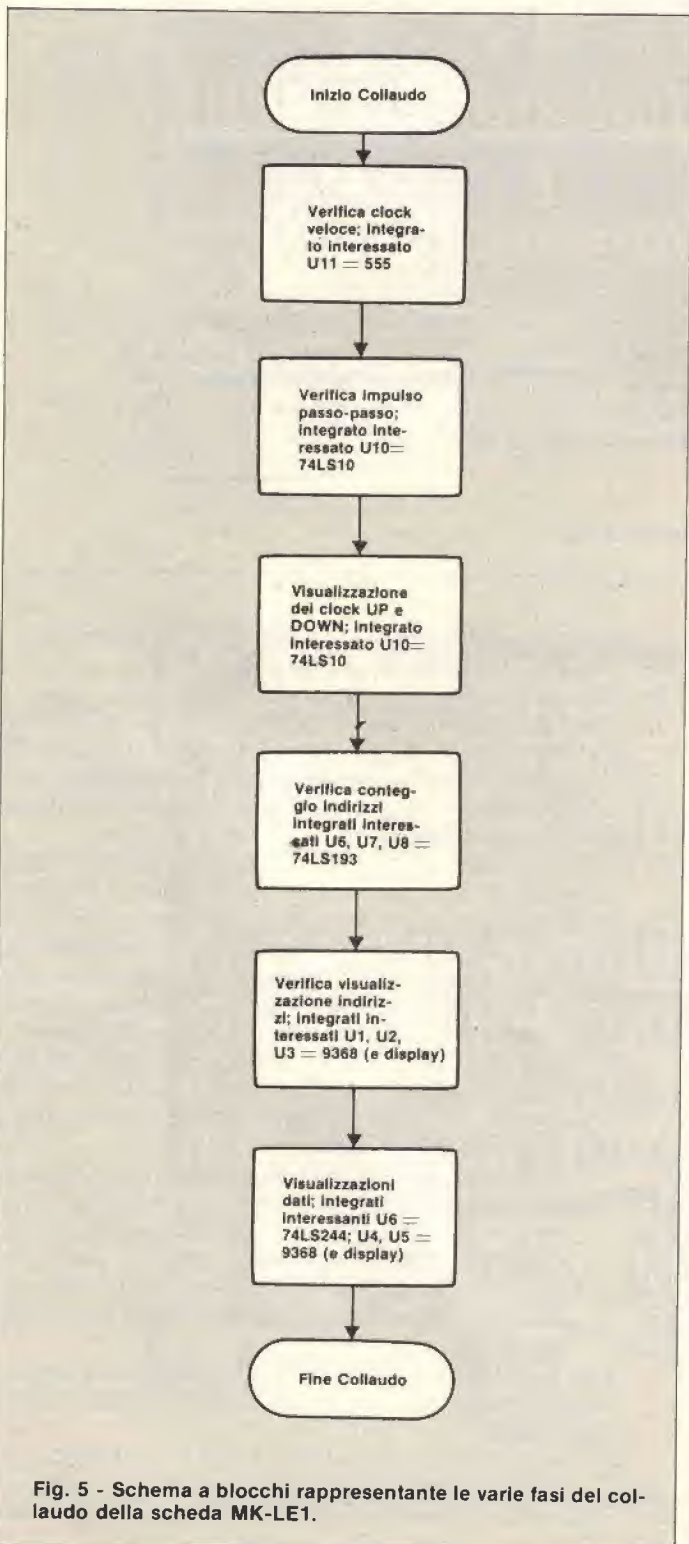 Inizio Collaudo
Verifica clock
veloce; integra-
to interessato
U11 = 555
Verifica impulso
passo-passo;
integrato inte-
ressato U10=
74LS10
Visualizzazione
dei clock UP e
DOWN; integrato
interessato U10=
74LS10
Verifica conteg-
gio indirizzi
integrati interes-
sati U6, U7, U8 =
74LS193
Verifica visualiz-
zazione indiriz-
zi; integrati in-
teressati U1, U2,
U3 = 9368 (e display)
Visualizzazioni
dati; integrati
interessanti U6 =
74LS244; U4, U5 =
9368 (e display)
Fine Collaudo
Fig. 5 - Schema a blocchi rappresentante le varie fasi del col-
laudo della scheda MK-LE1.